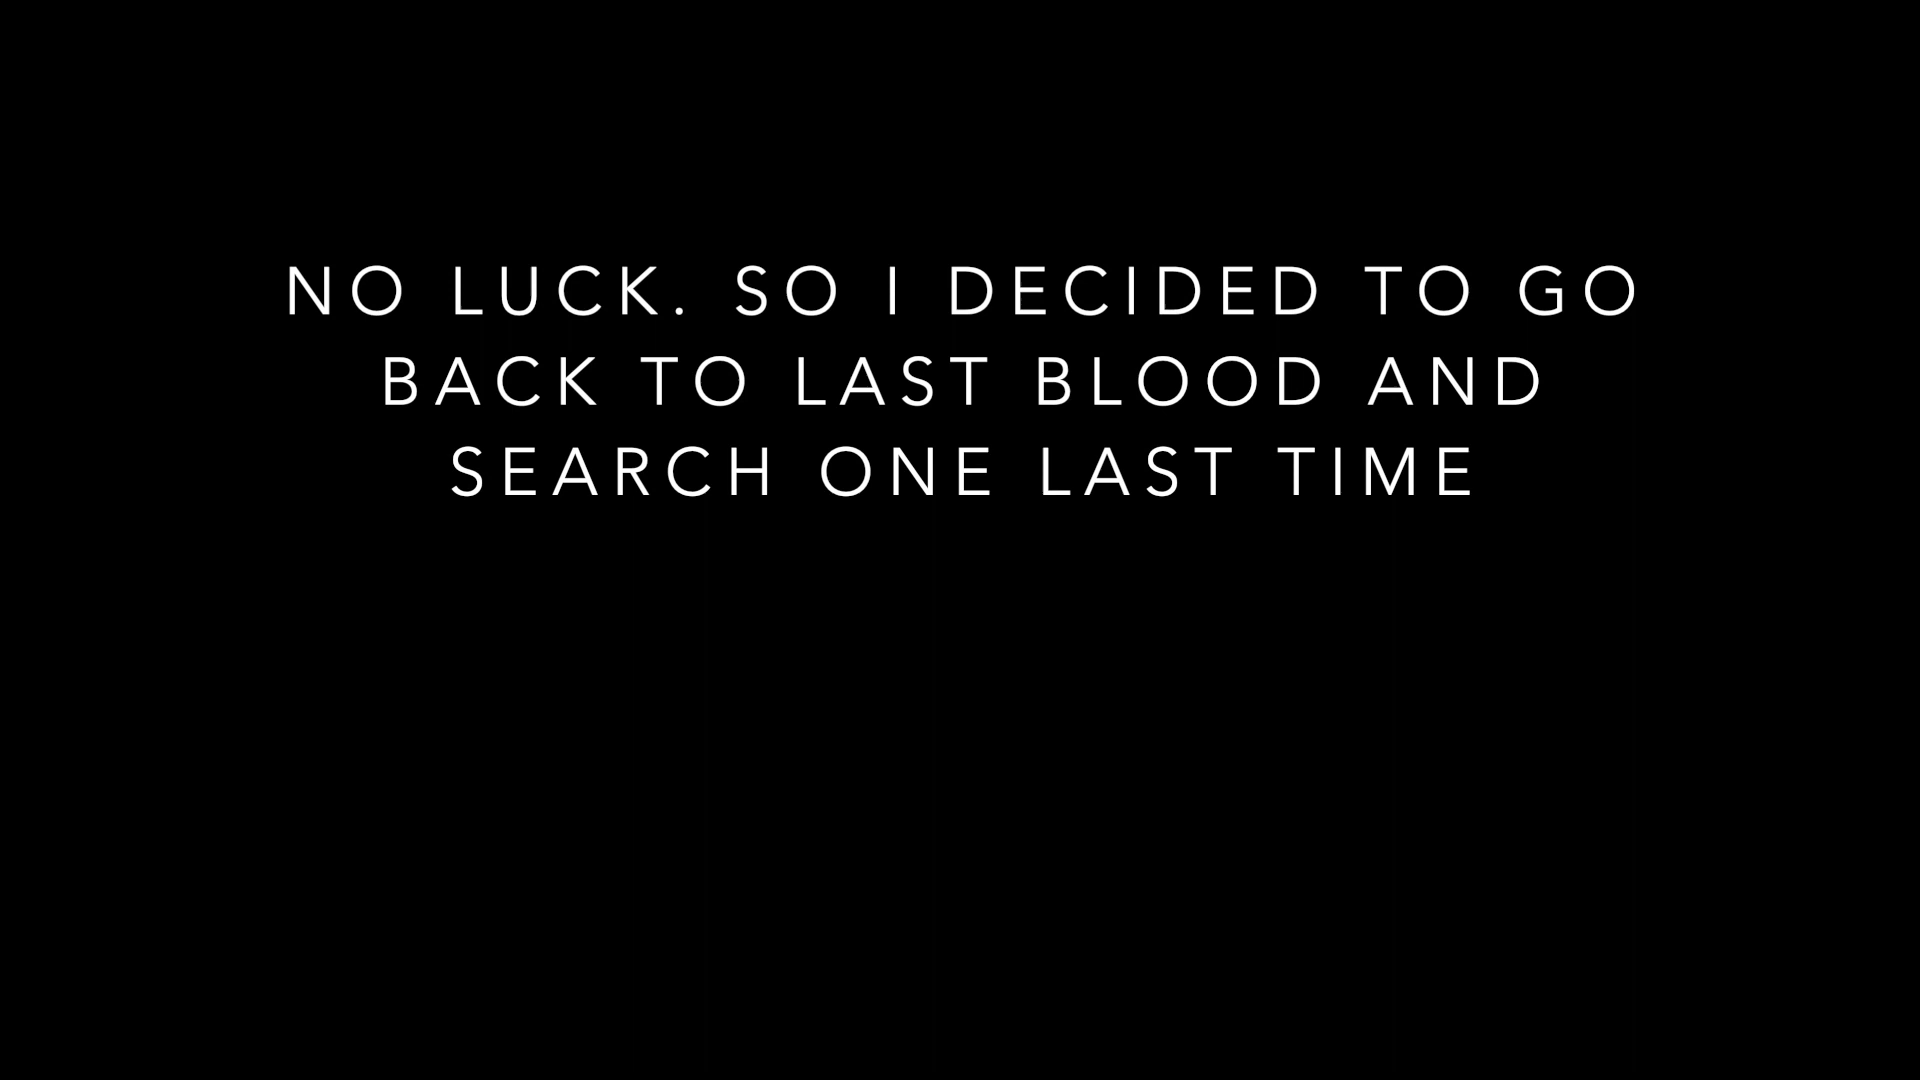 NO LUCK. SO I DECIDED TO GO
BACK TO LAST BLOOD AND
SEARCH ONE LAST TIME